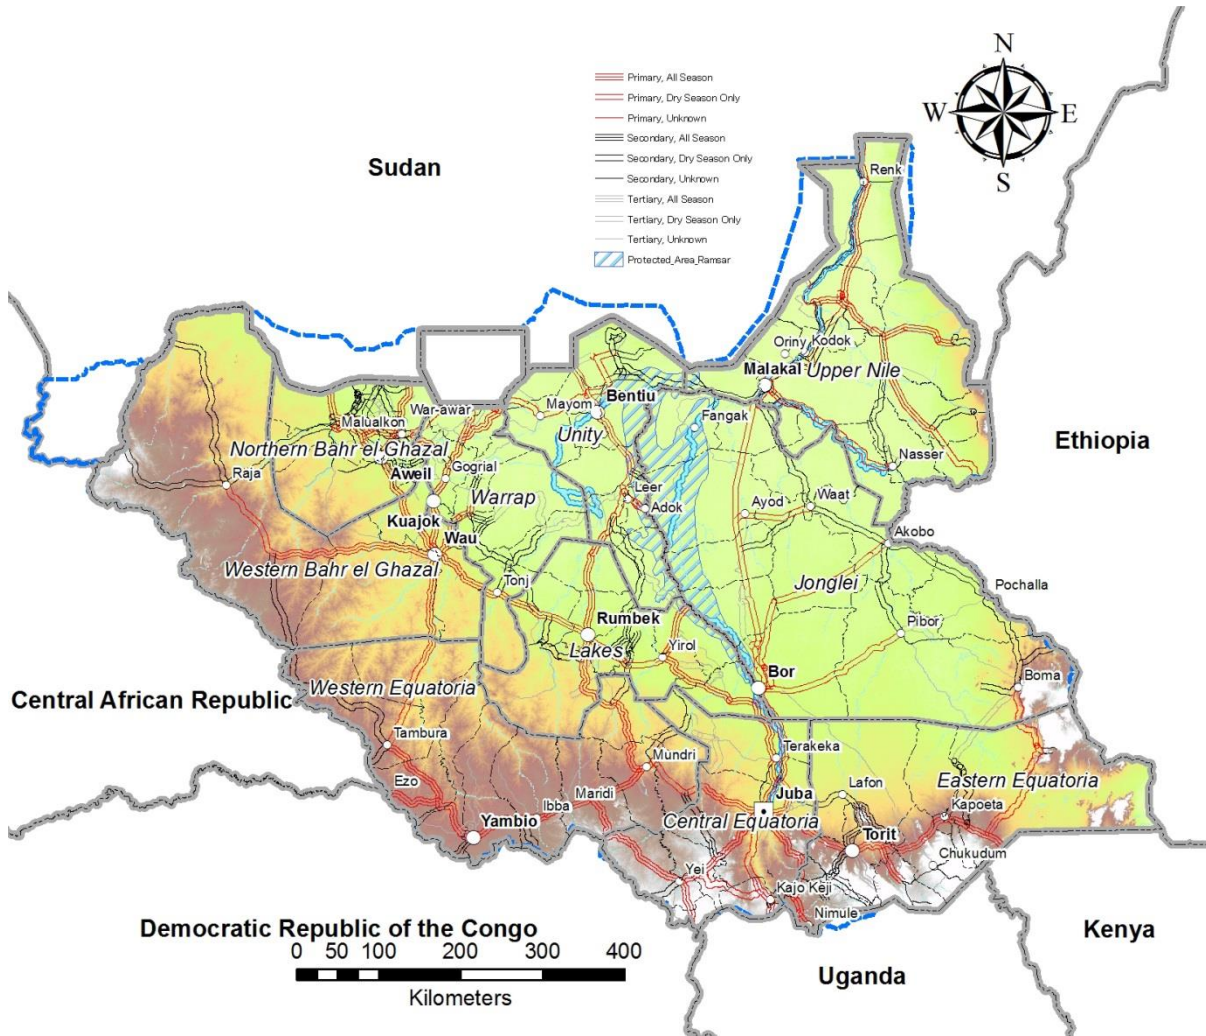 N
W E
S
Primary, All Season
Primary, Dry Season Only
Primary, Unknown
Secondary, All Season
Secondary, Dry Season Only
Secondary, Unknown
Tertiary, All Season
Tertiary, Dry Season Only
Tertiary, Unknown
Protected_Area_Ramsar
Sudan
Renk
Oriny
Kodok
Malakal
Upper Nile
Bentiu
Mayom
Unity
Fangak
War-awar
Malualkon
Northern Bahr el Ghazal
Ethiopia
Nasser
Aweil
Gogrial
Raja
Warrap
Leer
Adok
Ayod
Waat
Kuajok
Wau
Akobo
Western Bahr el Ghazal
Tonj
Jonglei
Pochalla
Rumbek
Lakes
Yirol
Pibor
Bor
Boma
Western Equatoria
Central African Republic
Tambura
Mundri
Terakeka
Ezo
Lafon
Eastern Equatoria
Maridi
Ibba
Juba
Kapoeta
Yambio
Central Equatoria
Torit
Chukudum
Yei
Kajo Keji
Nimule
Democratic Republic of the Congo
Kenya
Uganda
0 50 100 200 300 400
Kilometers